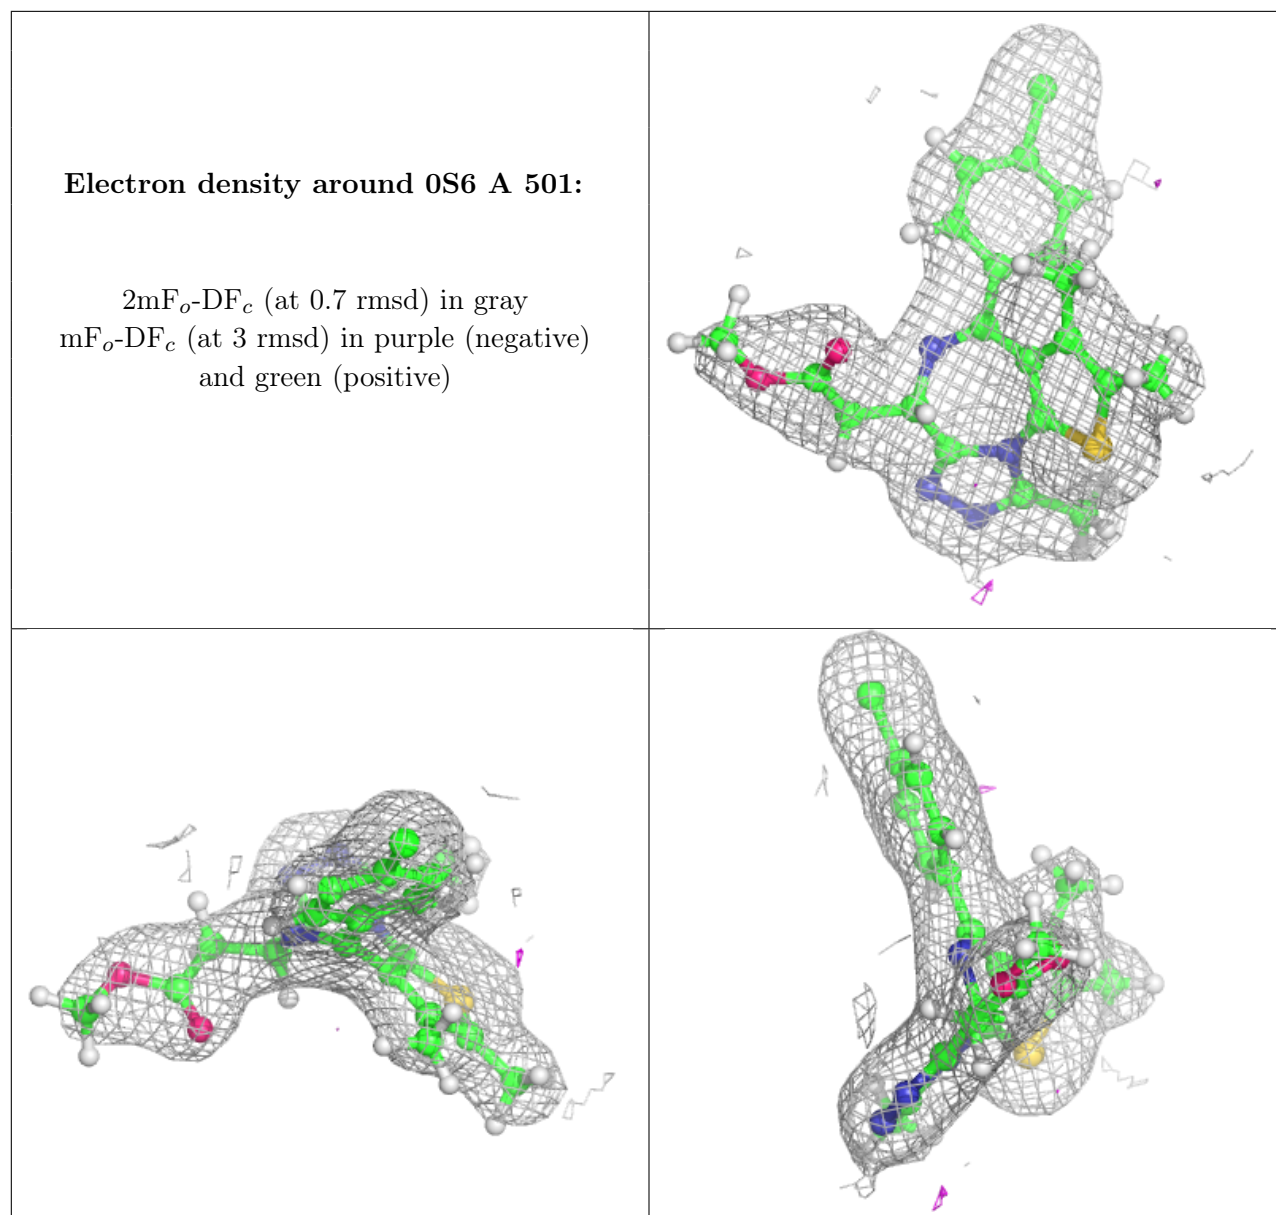 Electron density around 0S6 A 501:
2mFo-DFc (at 0.7 rmsd) in gray
mFo-DFc (at 3 rmsd) in purple (negative)
and green (positive)